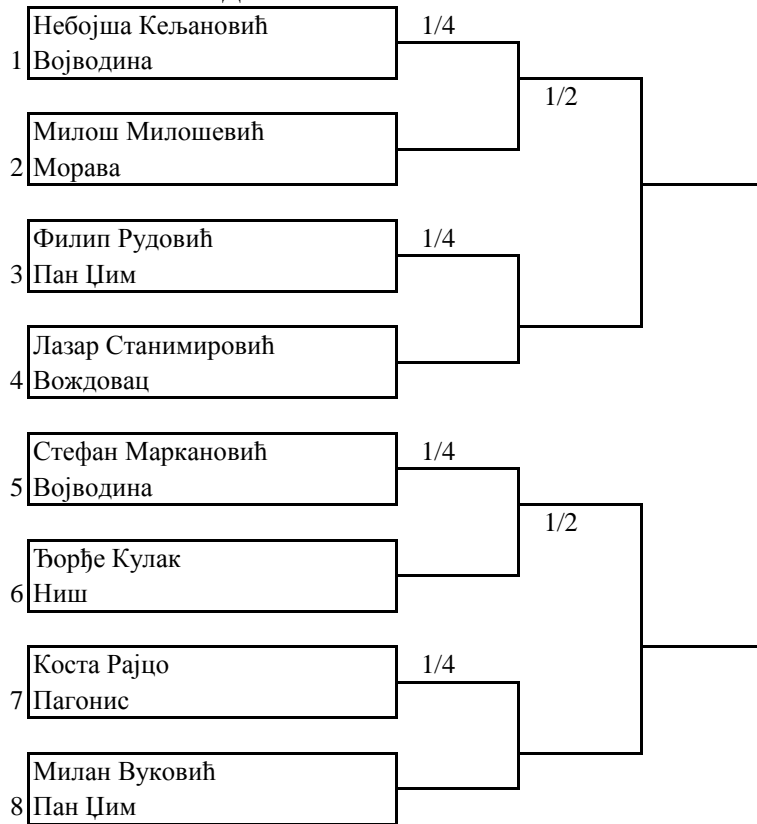 Небојша Кељановић
1/4
1 Војводина
1/2
Милош Милошевић
2 Морава
Филип Рудовић
1/4
3 Пан Џим
Лазар Станимировић
4 Вождовац
Стефан Маркановић
1/4
5 Војводина
1/2
Ђорђе Кулак
6 Ниш
Коста Рајцо
1/4
7 Пагонис
Милан Вуковић
8 Пан Џим